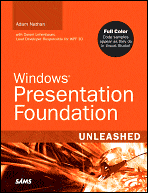 Adam Nathan
with Daniel Lehenbauer,
Lead Developer Responsible for WPF 3D
Full Color
Code samples
appear as they do
in Visual Studio!
Windows®
Presentation
Foundation
UNLEASHED
SAMS